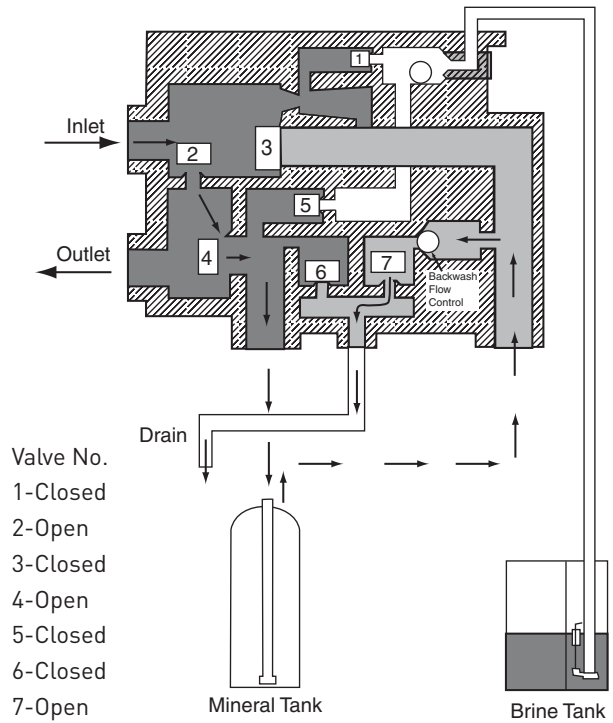 1
Inlet
2
3
5
Outlet
4
6
7
Backwash
Flow
Control
Drain
Valve No.
1-Closed
2-Open
3-Closed
4-Open
5-Closed
6-Closed
7-Open
Mineral Tank
Brine Tank